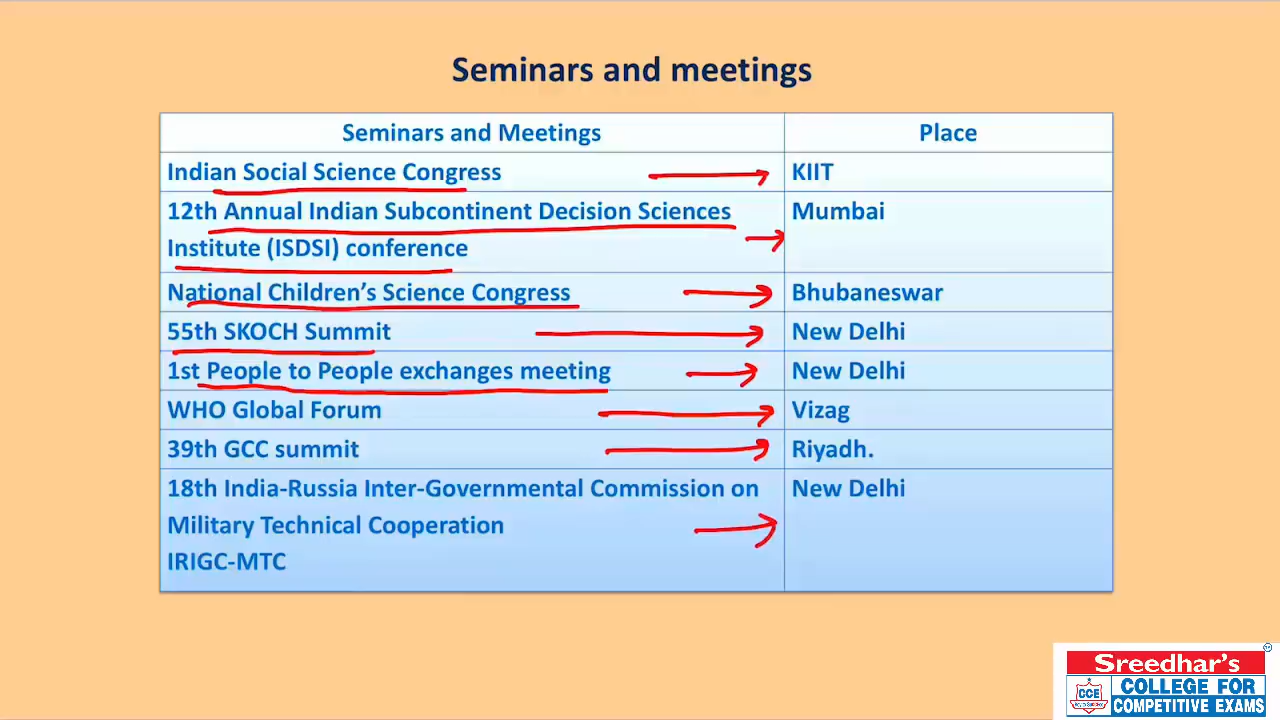 Seminars and meetings
Seminars and Meetings Place
Indian Social Science Congress KIIT
12th Annual Indian Subcontinent Decision Sciences Mumbai
Institute (ISDSI) conference
National Children's Science Congress Bhubaneswar
55th SKOCH Summit New Delhi
1st People to People exchanges meeting New Delhi
WHO Global Forum Vizag
39th GCC summit Riyadh.
18th India-Russia Inter-Governmental Commission on New Delhi
Military Technical Cooperation
IRIGC-MTC
Sreedhar's
CCE
COLLEGE FOR
COMPETITIVE EXAMS